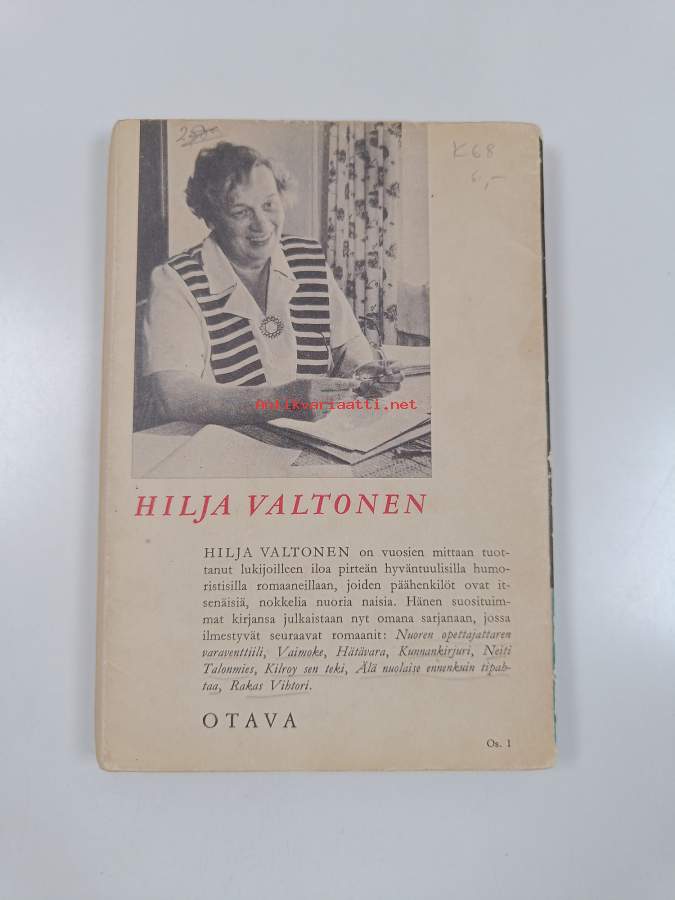 K68
6,–
antikvariaatti.net
HILJA VALTONEN
HILJA VALTONEN on vuosien mittaan tuot-
tanut lukijoilleen iloa pirteän hyväntuulisilla humo-
ristisilla romaaneillaan, joiden päähenkilöt ovat it-
senäisiä, nokkelia nuoria naisia. Hänen suosituim-
mat kirjansa julkaistaan nyt omana sarjanaan, jossa
ilmestyvät seuraavat romaanit: Nuoren opettajattaren
varaventtiili, Vaimoke, Hätävara, Kunnankirjuri, Neiti
Talonmies, Kilroy sen teki, Älä nuolaise ennenkuin tipah-
taa, Rakas Vihtori.
OTAVA
Os. 1